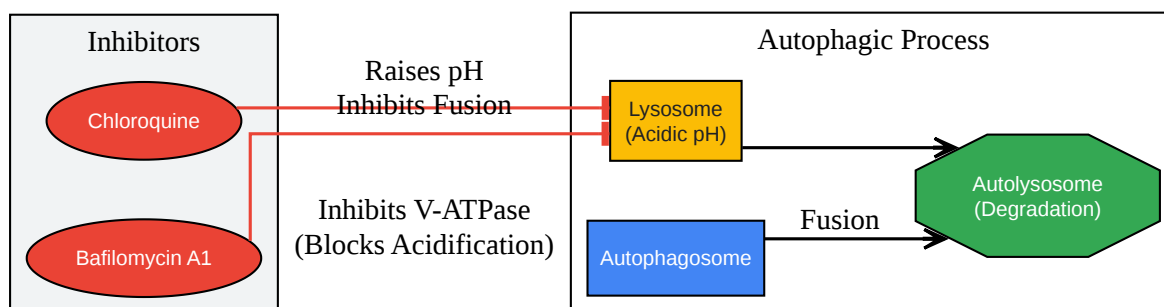 Inhibitors
Chloroquine
Bafilomycin A1
Raises pH
Inhibits Fusion
Inhibits V-ATPase
(Blocks Acidification)
Autophagic Process
Lysosome
(Acidic pH)
Autophagosome
Fusion
Autolysosome
(Degradation)